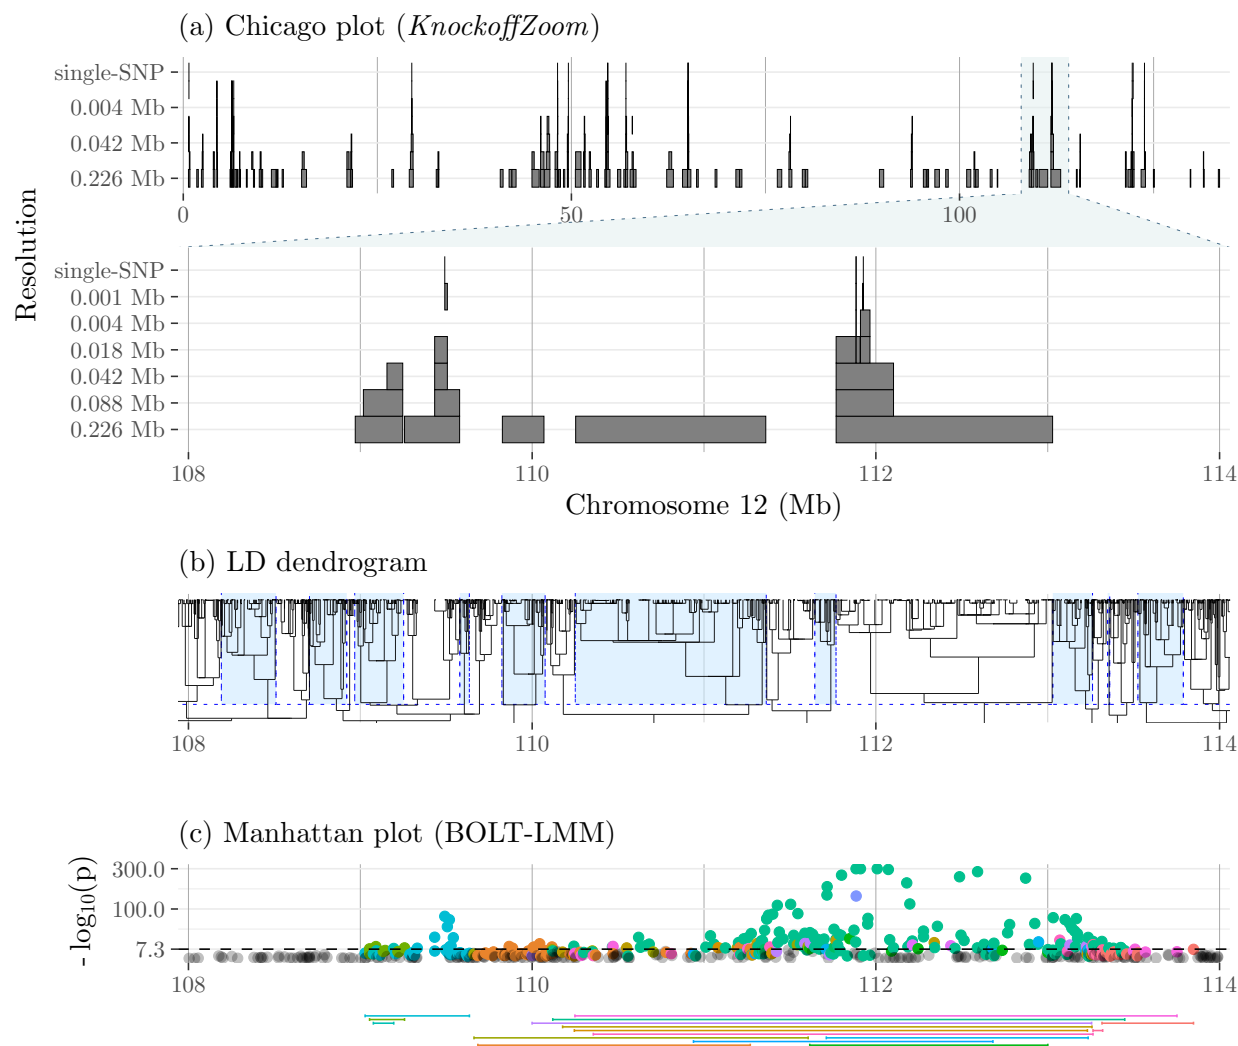 (a) Chicago plot (KnockoffZoom)
Resolution
single-SNP
0.004 Mb
0.042 Mb
0.226 Mb
0 50 100
single-SNP
0.001 Mb
0.004 Mb
0.018 Mb
0.042 Mb
0.088 Mb
0.226 Mb
108 110 112 114
Chromosome 12 (Mb)
(b) LD dendrogram
108 110 112 114
(c) Manhattan plot (BOLT-LMM)
- log10(p)
300.0
100.0
7.3
108 110 112 114